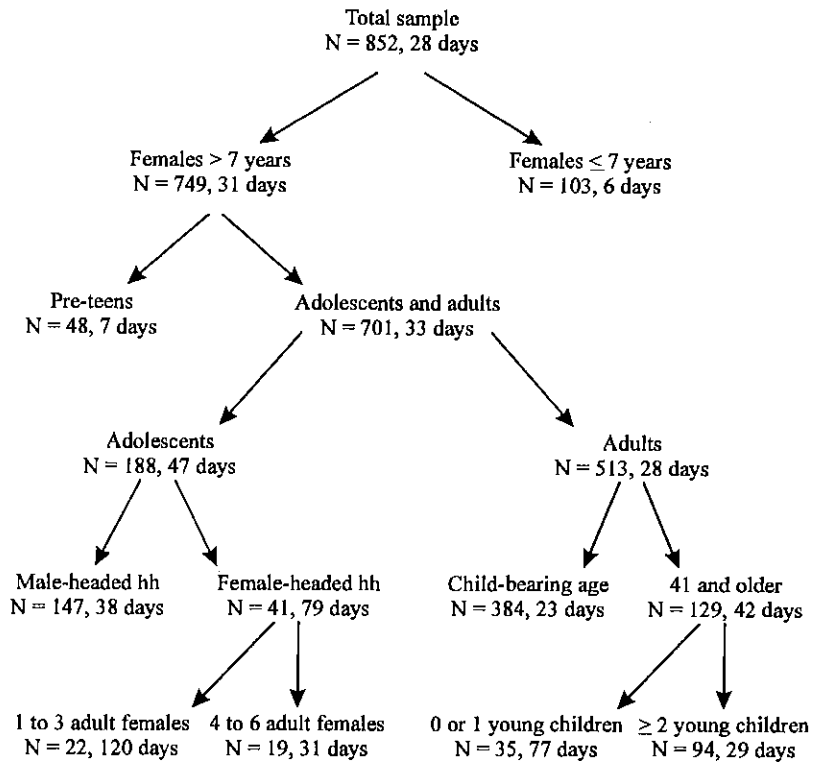 Total sample
N = 852, 28 days
Females > 7 years
N = 749, 31 days
Females ≤ 7 years
N = 103, 6 days
Pre-teens
N = 48, 7 days
Adolescents and adults
N = 701, 33 days
Adolescents
N = 188, 47 days
Adults
N = 513, 28 days
Male-headed hh
N = 147, 38 days
Female-headed hh
N = 41, 79 days
Child-bearing age
N = 384, 23 days
41 and older
N = 129, 42 days
1 to 3 adult females
N = 22, 120 days
4 to 6 adult females
N = 19, 31 days
0 or 1 young children
N = 35, 77 days
≥ 2 young children
N = 94, 29 days